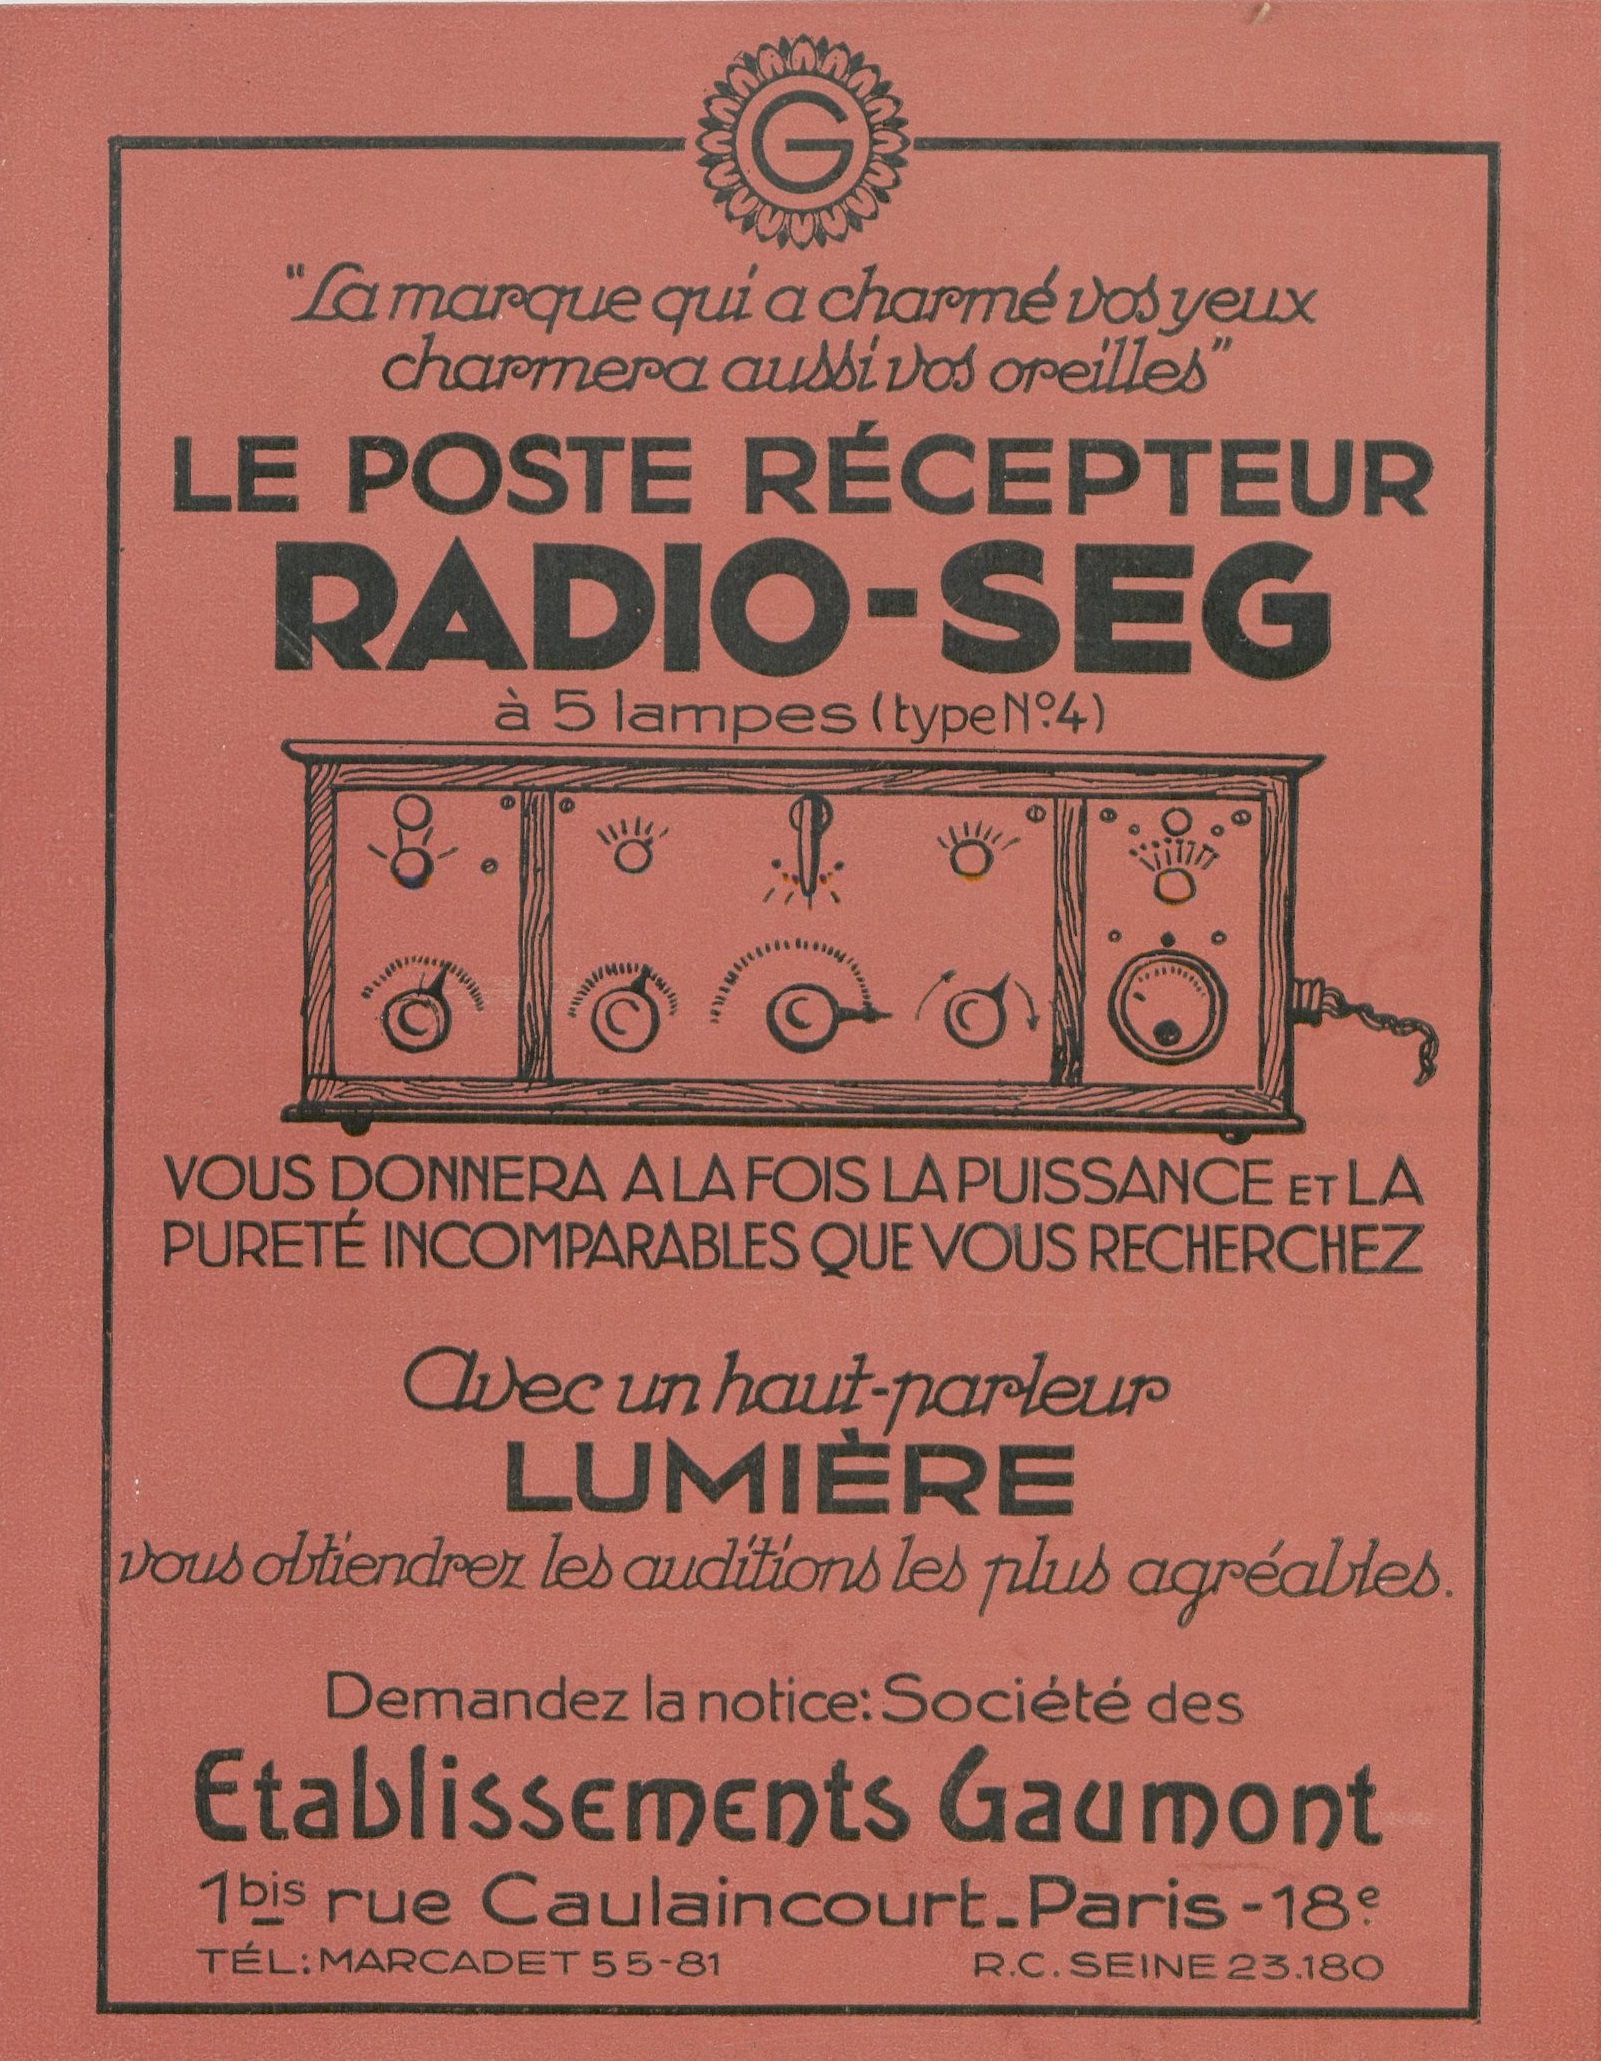 G
"La marque qui a charmé vos yeux
charmera aussi vos oreilles"
LE POSTE RÉCEPTEUR
RADIO-SEG
à 5 lampes (type No.4)
VOUS DONNERA A LA FOIS LA PUISSANCE ET LA
PURETÉ INCOMPARABLES QUE VOUS RECHERCHEZ
Avec un haut-parleur
LUMIÈRE
vous obtiendrez les auditions les plus agréables.
Demandez la notice: Société des
Etablissements Gaumont
1bis rue Caulaincourt - Paris - 18e.
TÉL: MARCADET 55-81 R.C. SEINE 23.180